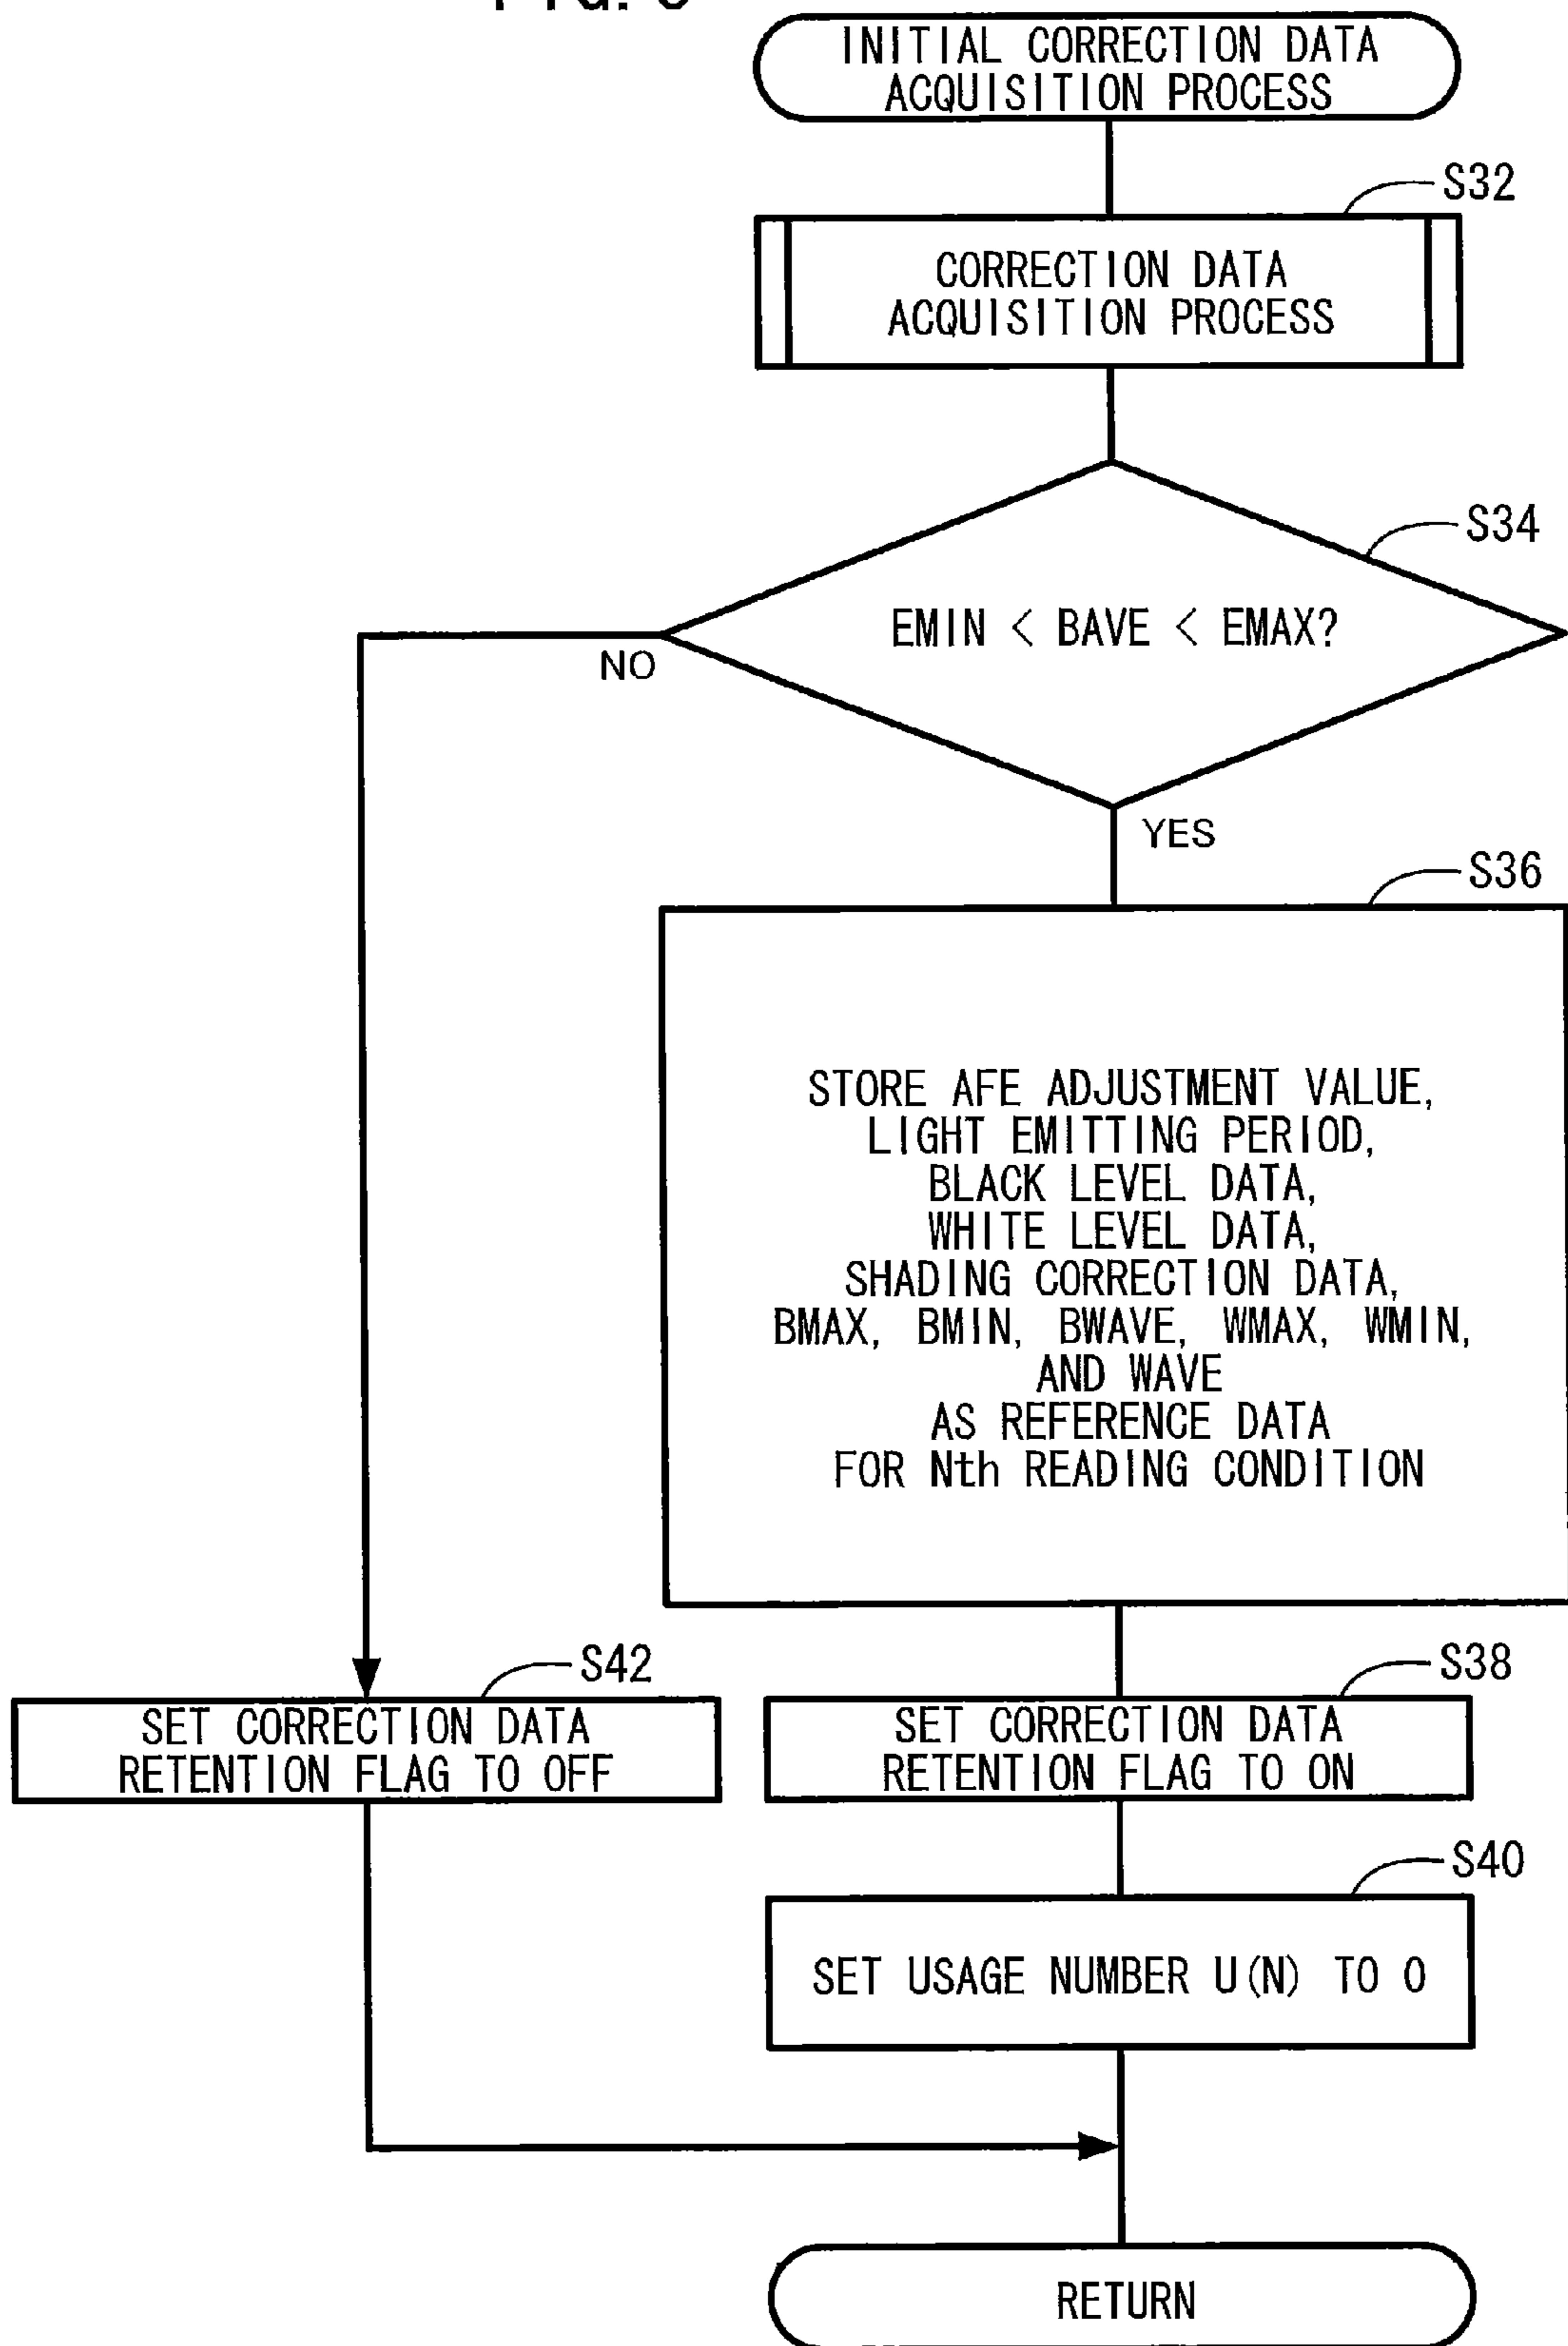 INITIAL CORRECTION DATA
ACQUISITION PROCESS
S32
CORRECTION DATA
ACQUISITION PROCESS
S34
EMIN < BAVE < EMAX?
NO
YES
S36
STORE AFE ADJUSTMENT VALUE,
LIGHT EMITTING PERIOD,
BLACK LEVEL DATA,
WHITE LEVEL DATA,
SHADING CORRECTION DATA,
BMAX, BMIN, BWAVE, WMAX, WMIN,
AND WAVE
AS REFERENCE DATA
FOR Nth READING CONDITION
S42
SET CORRECTION DATA
RETENTION FLAG TO OFF
S38
SET CORRECTION DATA
RETENTION FLAG TO ON
S40
SET USAGE NUMBER U(N) TO 0
RETURN